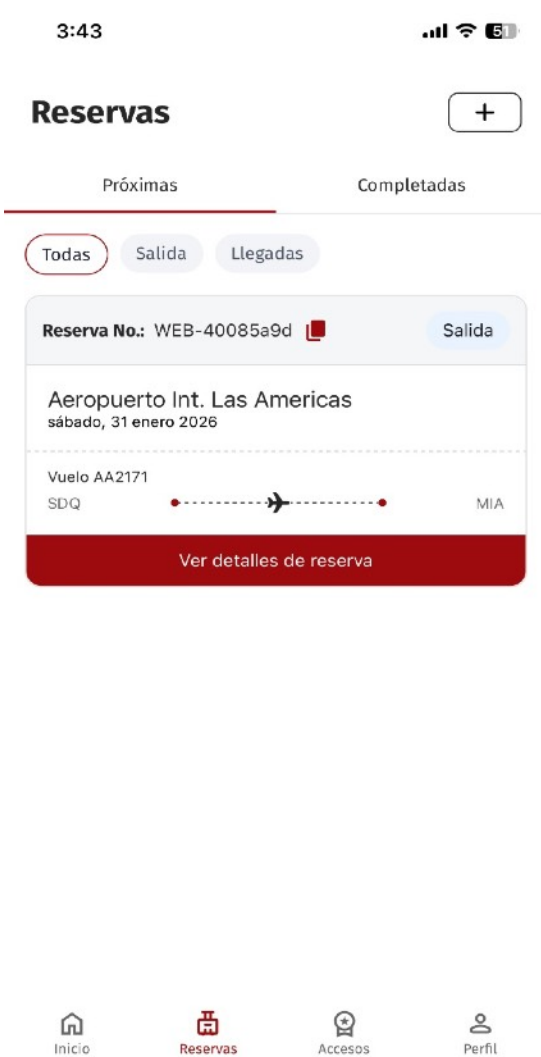 3:43
51
Reservas
+
Próximas Completadas
Todas Salida Llegadas
Reserva No.: WEB-40085a9d Salida
Aeropuerto Int. Las Americas
sábado, 31 enero 2026
Vuelo AA2171
SDQ MIA
Ver detalles de reserva
Inicio Reservas Accesos Perfil